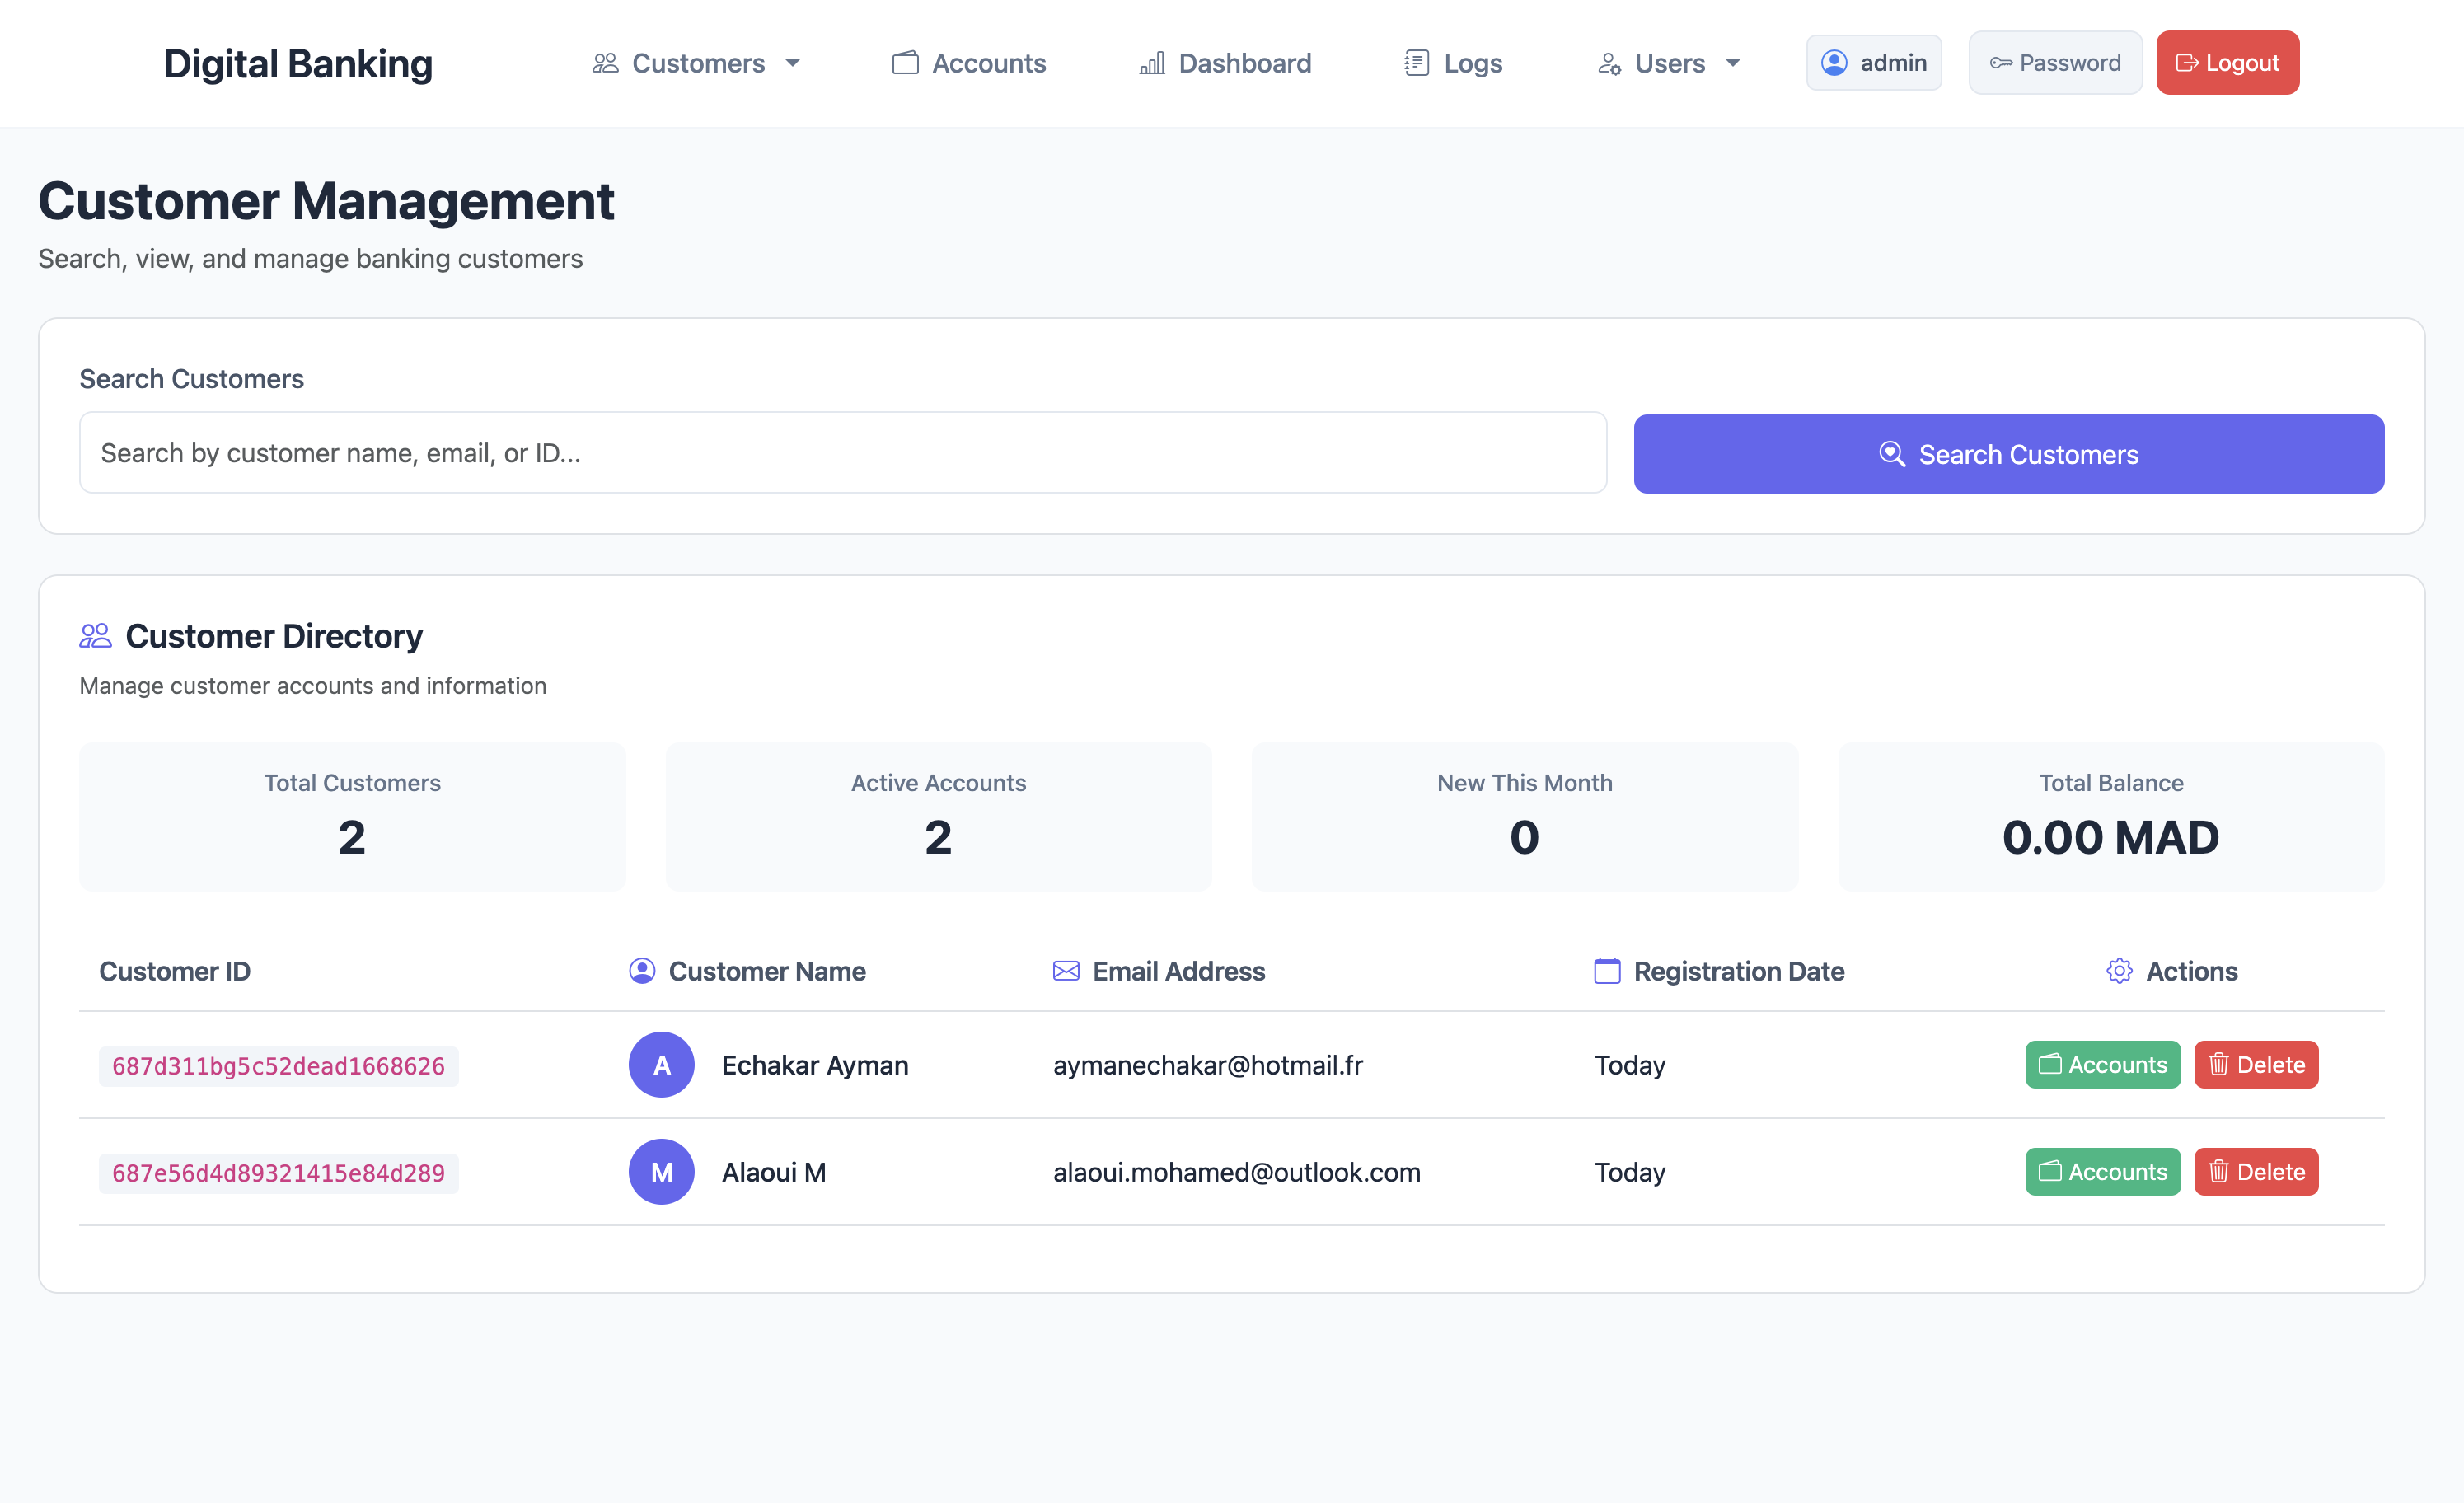 Digital Banking
Customers
Accounts
Dashboard
Logs
Users
admin
Password
Logout
Customer Management
Search, view, and manage banking customers
Search Customers
Search by customer name, email, or ID...
Search Customers
Customer Directory
Manage customer accounts and information
Total Customers
2
Active Accounts
2
New This Month
0
Total Balance
0.00 MAD
Customer ID
Customer Name
Email Address
Registration Date
Actions
687d311bg5c52dead1668626
A
Echakar Ayman
aymanechakar@hotmail.fr
Today
Accounts
Delete
687e56d4d89321415e84d289
M
Alaoui M
alaoui.mohamed@outlook.com
Today
Accounts
Delete